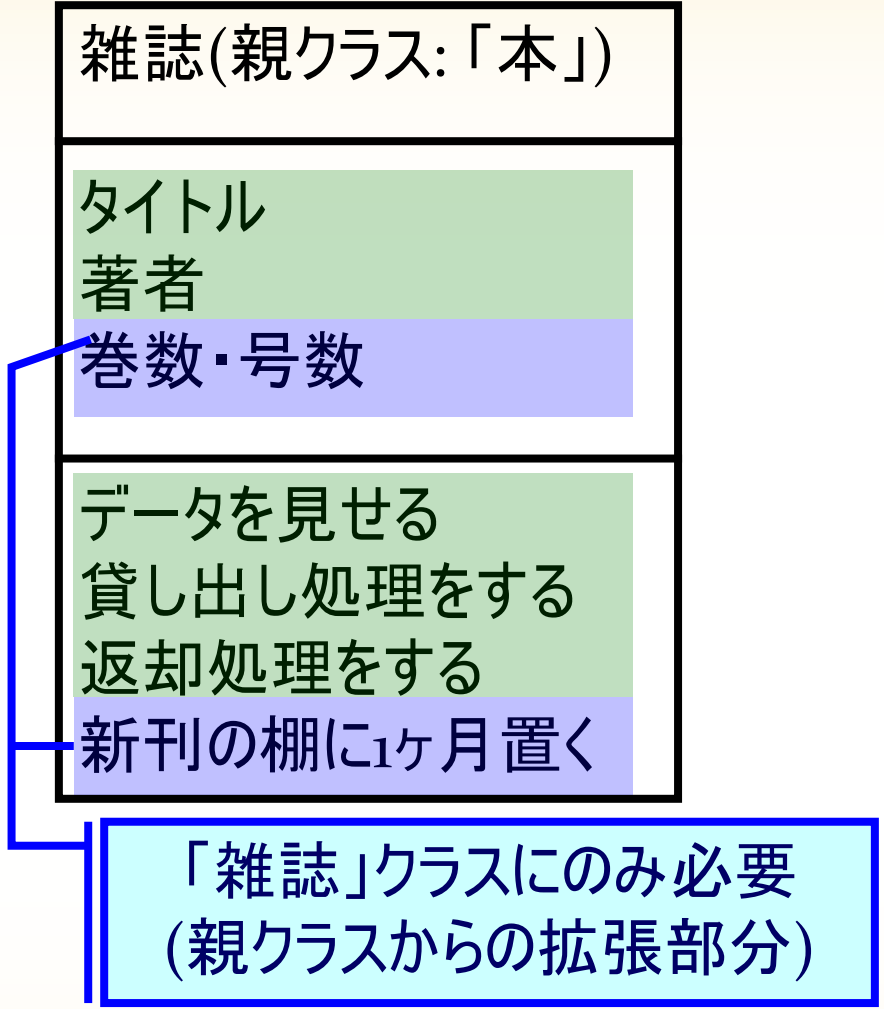 雑誌(親クラス:「本」)
タイトル
著者
巻数・号数
データを見せる
貸し出し処理をする
返却処理をする
新刊の棚に1ヶ月置く
「雑誌」クラスにのみ必要
(親クラスからの拡張部分)